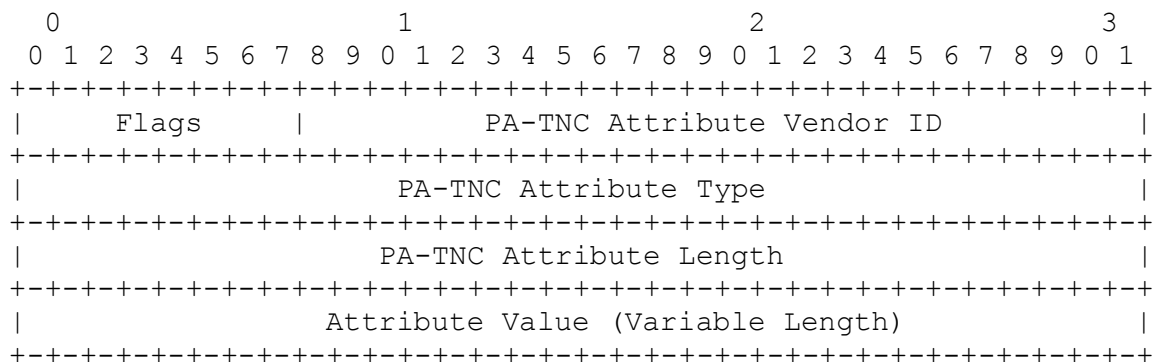 0                   1                   2                   3
 0 1 2 3 4 5 6 7 8 9 0 1 2 3 4 5 6 7 8 9 0 1 2 3 4 5 6 7 8 9 0 1
+-+-+-+-+-+-+-+-+-+-+-+-+-+-+-+-+-+-+-+-+-+-+-+-+-+-+-+-+-+-+-+-+
|     Flags     |          PA-TNC Attribute Vendor ID           |
+-+-+-+-+-+-+-+-+-+-+-+-+-+-+-+-+-+-+-+-+-+-+-+-+-+-+-+-+-+-+-+-+
|                     PA-TNC Attribute Type                     |
+-+-+-+-+-+-+-+-+-+-+-+-+-+-+-+-+-+-+-+-+-+-+-+-+-+-+-+-+-+-+-+-+
|                    PA-TNC Attribute Length                    |
+-+-+-+-+-+-+-+-+-+-+-+-+-+-+-+-+-+-+-+-+-+-+-+-+-+-+-+-+-+-+-+-+
|                 Attribute Value (Variable Length)             |
+-+-+-+-+-+-+-+-+-+-+-+-+-+-+-+-+-+-+-+-+-+-+-+-+-+-+-+-+-+-+-+-+